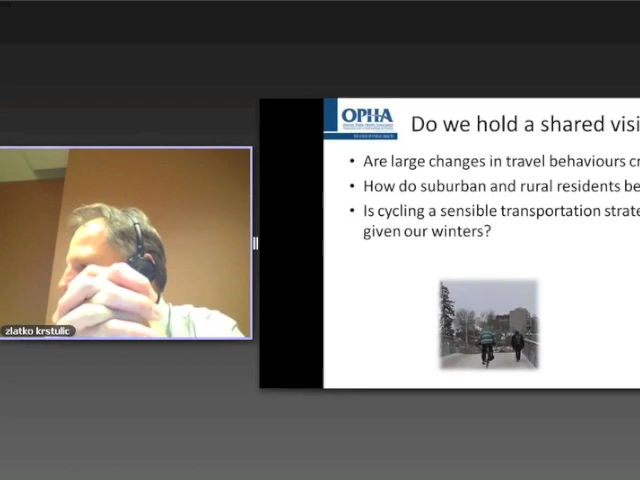 OPHA
Do we hold a shared visi
• Are large changes in travel behaviours cr
• How do suburban and rural residents be
• Is cycling a sensible transportation strate
given our winters?
zlatko krstulic